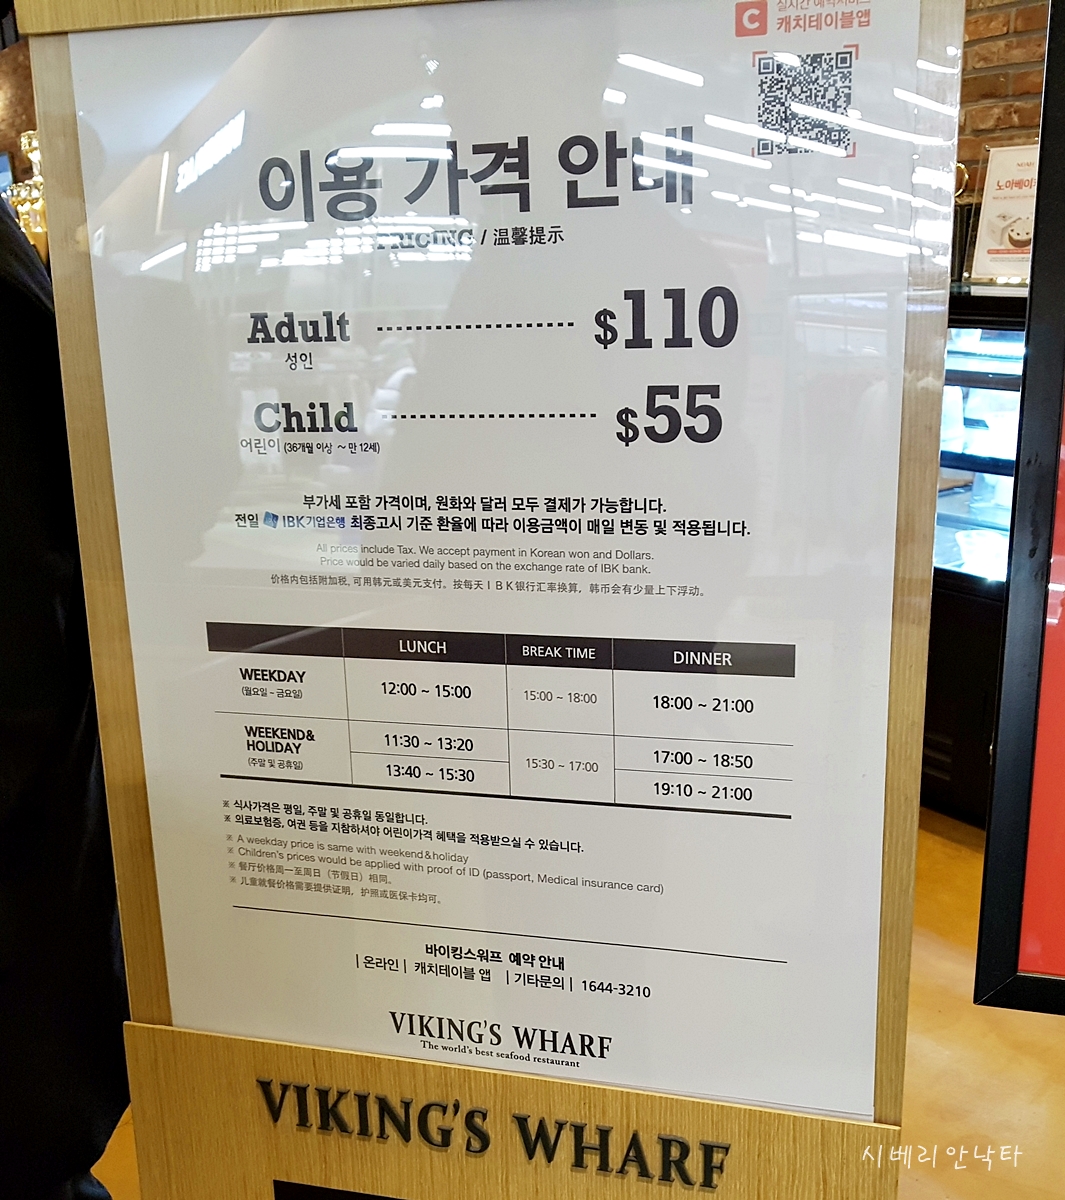 실시간 예약서비스
C 캐치테이블앱
이용 가격 안내
PRICING / 温馨提示
Adult $110
성인
Child $55
어린이 (36개월 이상 ~ 만 12세)
부가세 포함 가격이며, 원화와 달러 모두 결제가 가능합니다.
전일 IBK기업은행 최종고시 기준 환율에 따라 이용금액이 매일 변동 및 적용됩니다.
All prices include Tax. We accept payment in Korean won and Dollars.
Price would be varied daily based on the exchange rate of IBK bank.
价格内包括附加税, 可用韩元或美元支付。按每天ＩＢＫ银行汇率换算，韩币会有少量上下浮动。
LUNCH BREAK TIME DINNER
WEEKDAY
(월요일 ~ 금요일)
12:00 ~ 15:00 15:00 ~ 18:00 18:00 ~ 21:00
WEEKEND&
HOLIDAY
(주말 및 공휴일)
11:30 ~ 13:20 15:30 ~ 17:00 17:00 ~ 18:50
13:40 ~ 15:30 19:10 ~ 21:00
※ 식사가격은 평일, 주말 및 공휴일 동일합니다.
※ 의료보험증, 여권 등을 지참하셔야 어린이가격 혜택을 적용받으실 수 있습니다.
※ A weekday price is same with weekend&holiday
※ Children's prices would be applied with proof of ID (passport, Medical insurance card)
※ 餐厅价格周一至周日（节假日）相同。
※ 儿童就餐价格需要提供证明，护照或医保卡均可。
바이킹스워프 예약 안내
| 온라인 | 캐치테이블 앱 | 기타문의 | 1644-3210
VIKING'S WHARF
The world's best seafood restaurant
VIKING'S WHARF
노아베이
시베리안낙타